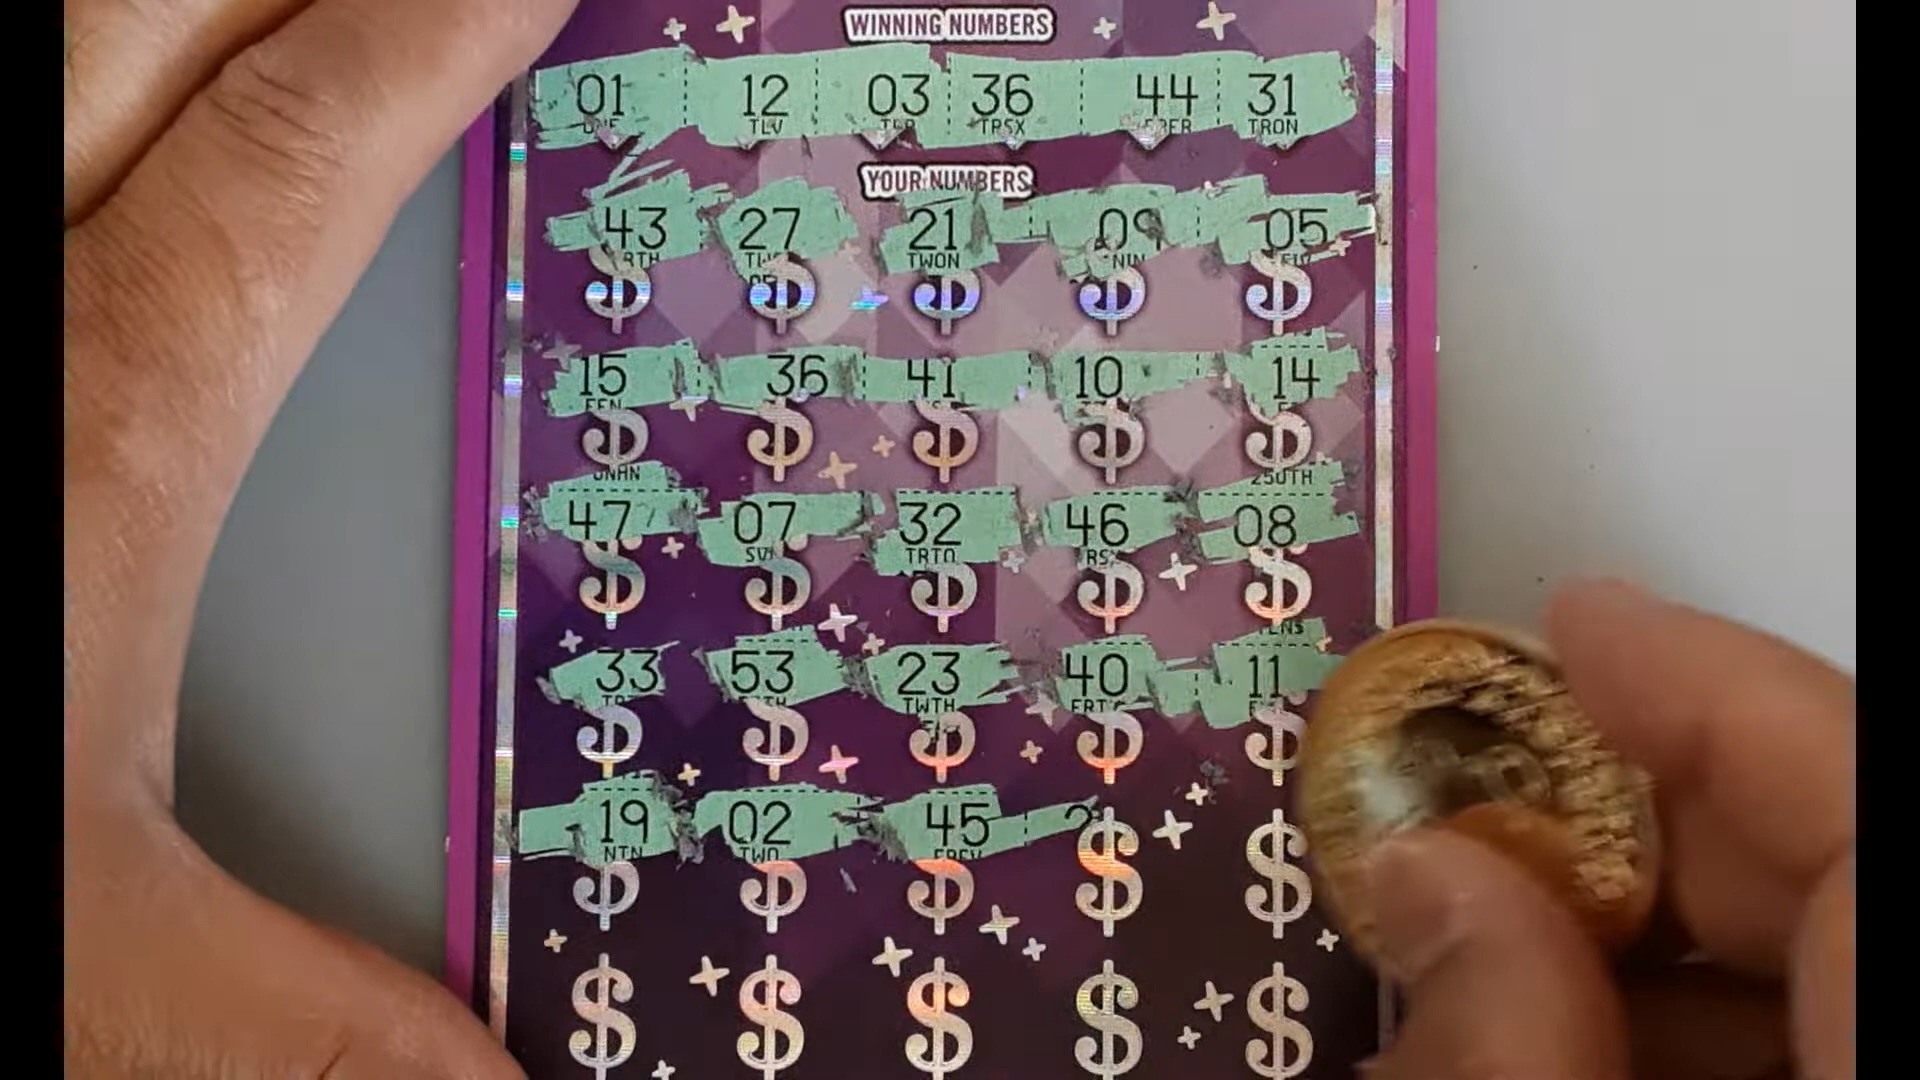 WINNING NUMBERS
01 12 03 36 44 31
TLV TRSX TRON
YOUR NUMBERS
43 27 21 09 05
TWON NIN
$ $ $ $ $
15 36 41 10 14
$ $ $ $ $
250TH
47 07 32 46 08
TRTO
$ $ $ $ $
33 53 23 40 11
TWTH
$ $ $ $ $
19 02 45
NTN TWO
$ $ $ $ $
$ $ $ $ $